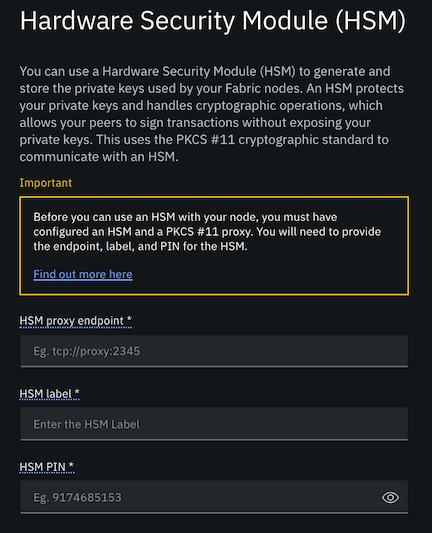 Hardware Security Module (HSM)
You can use a Hardware Security Module (HSM) to generate and
store the private keys used by your Fabric nodes. An HSM protects
your private keys and handles cryptographic operations, which
allows your peers to sign transactions without exposing your
private keys. This uses the PKCS #11 cryptographic standard to
communicate with an HSM.
Important
Before you can use an HSM with your node, you must have
configured an HSM and a PKCS #11 proxy. You will need to provide
the endpoint, label, and PIN for the HSM.
Find out more here
HSM proxy endpoint *
Eg. tcp://proxy:2345
HSM label *
Enter the HSM Label
HSM PIN *
Eg. 9174685153